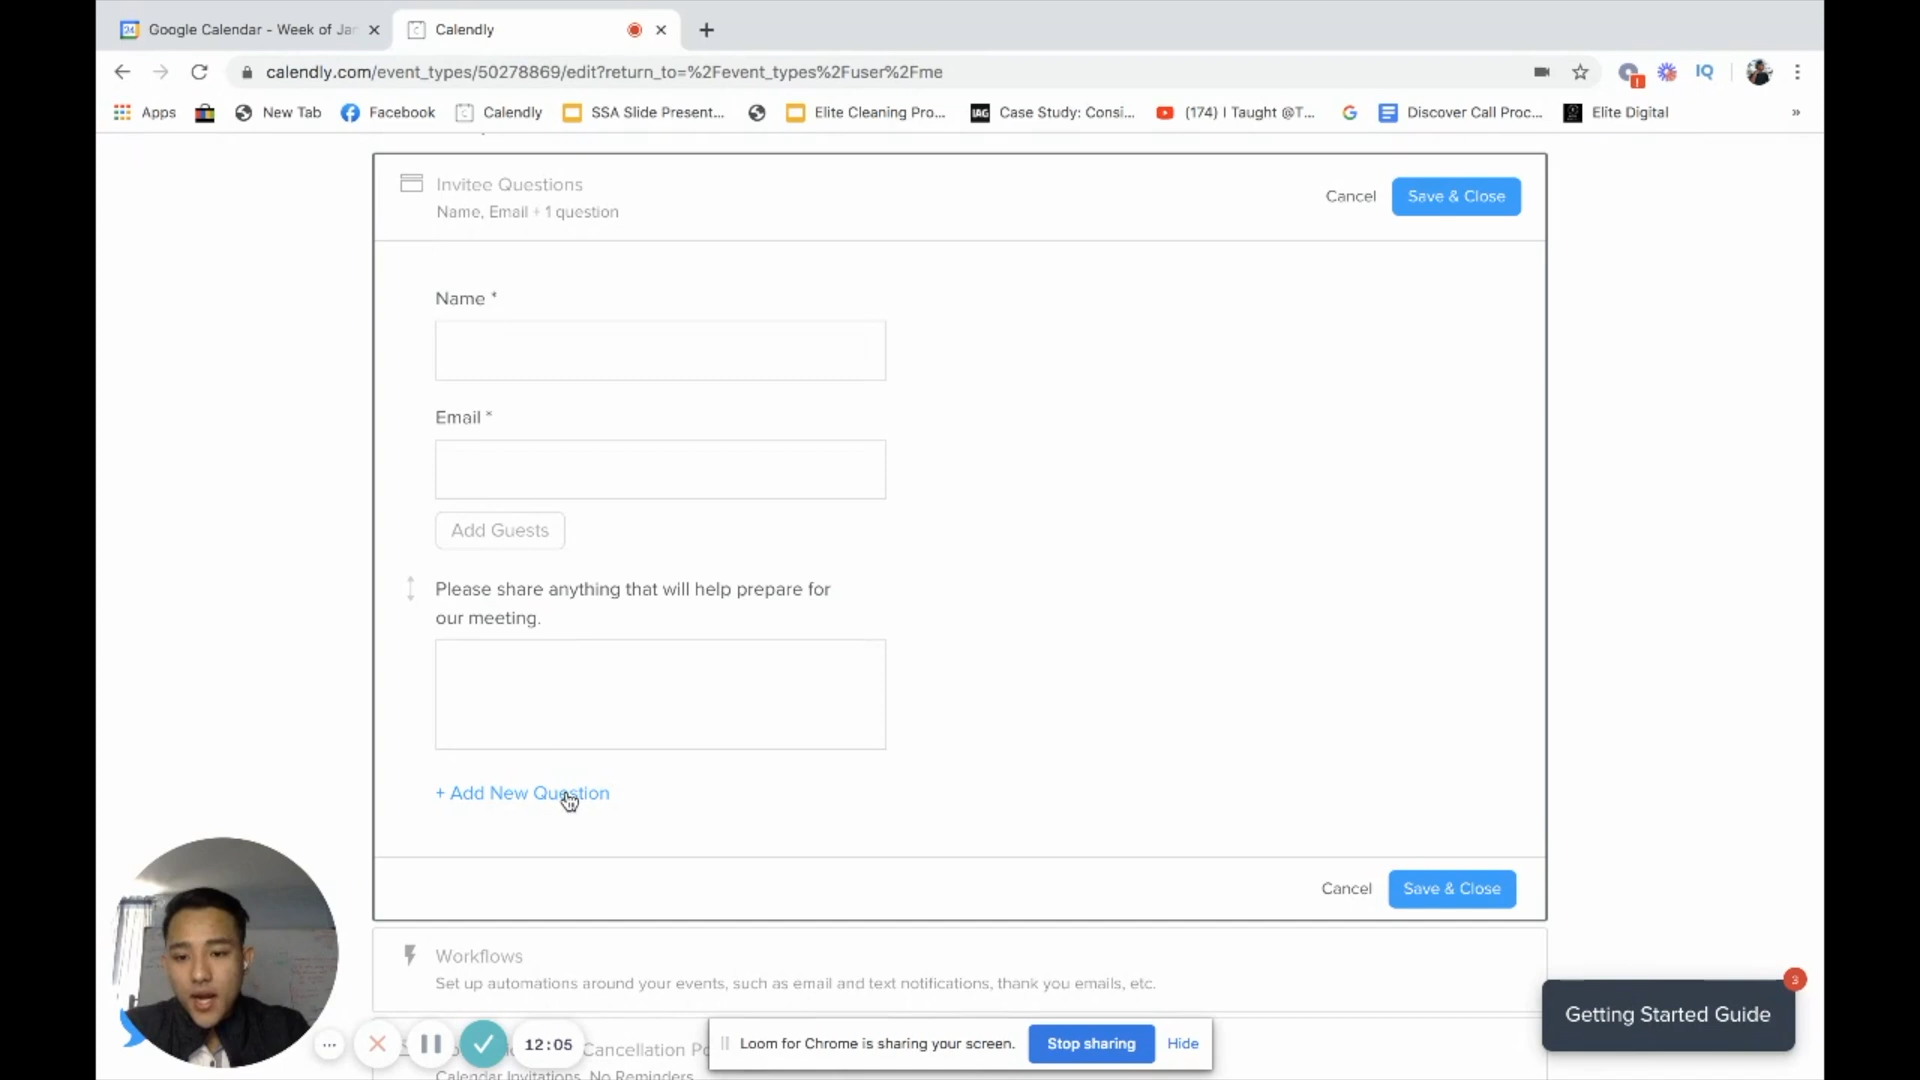 Google Calendar - Week of Jan
Calendly
calendly.com/event_types/50278869/edit?return_to=%2Fevent_types%2Fuser%2Fme
IQ
Apps
New Tab
Facebook
Calendly
SSA Slide Present...
Elite Cleaning Pro...
IAG
Case Study: Consi...
(174) I Taught @T...
Discover Call Proc...
Elite Digital
»
Invitee Questions
Name, Email + 1 question
Cancel
Save & Close
Name *
Email *
Add Guests
Please share anything that will help prepare for
our meeting.
+ Add New Question
Cancel
Save & Close
Workflows
Set up automations around your events, such as email and text notifications, thank you emails, etc.
3
Getting Started Guide
12:05
Cancellation Po
Calendar Invitations, No Reminders
Loom for Chrome is sharing your screen.
Stop sharing
Hide